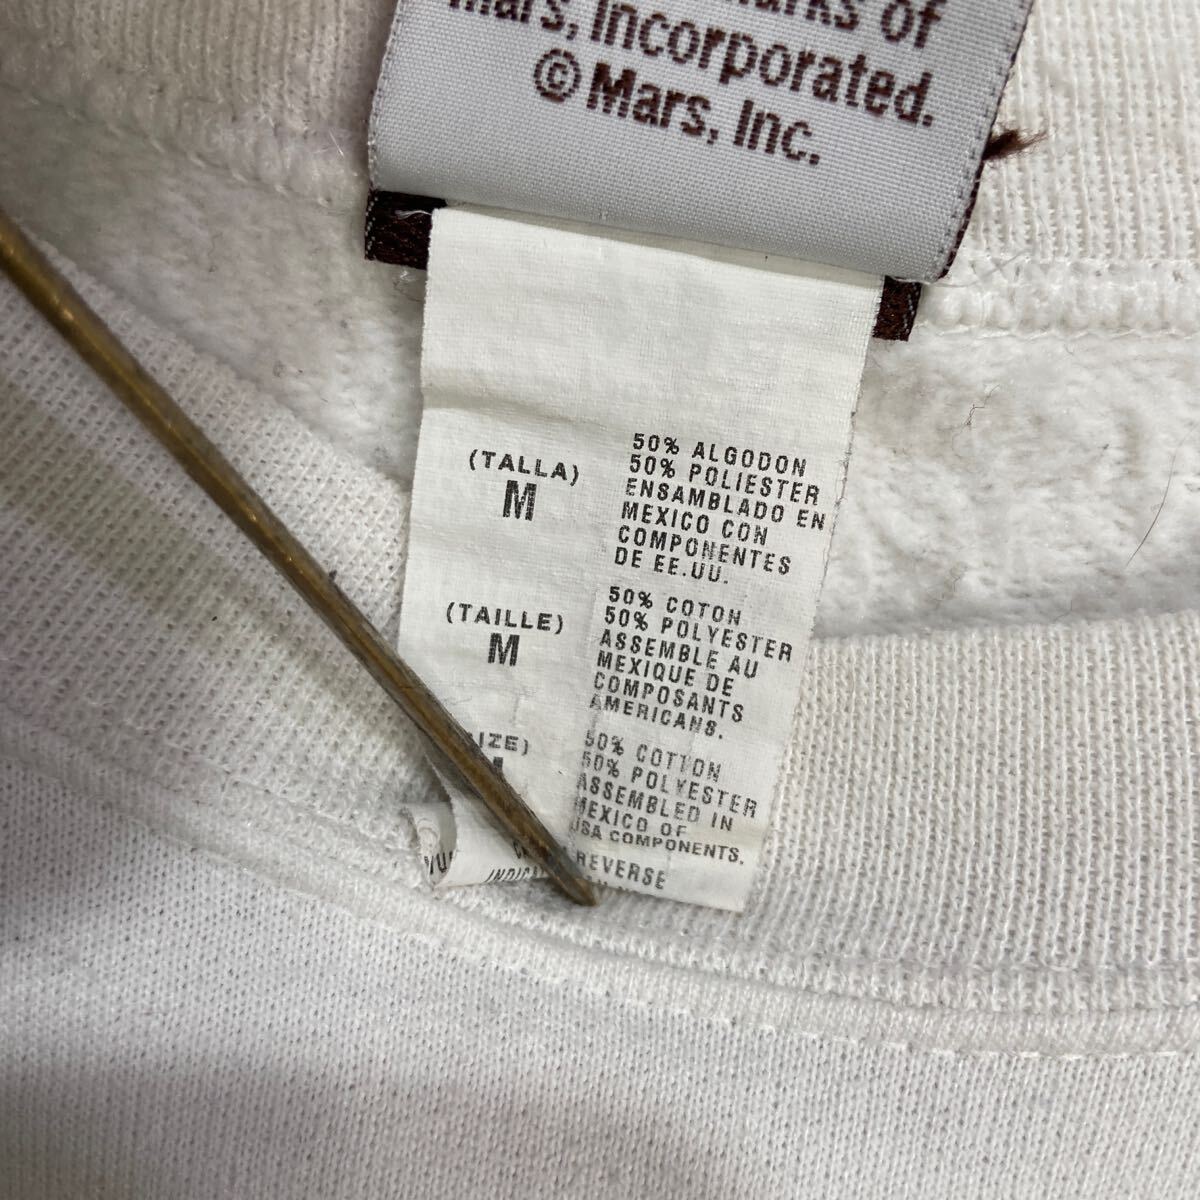 of
Mars, Incorporated.
© Mars, Inc.
(TALLA)
M
50% ALGODON
50% POLIESTER
ENSAMBLADO EN
MEXICO CON
COMPONENTES
DE EE.UU.
(TAILLE)
M
50% COTON
50% POLYESTER
ASSEMBLE AU
MEXIQUE DE
COMPOSANTS
AMERICANS.
50% COTTON
50% POLYESTER
ASSEMBLED IN
MEXICO OF
USA COMPONENTS.
REVERSE